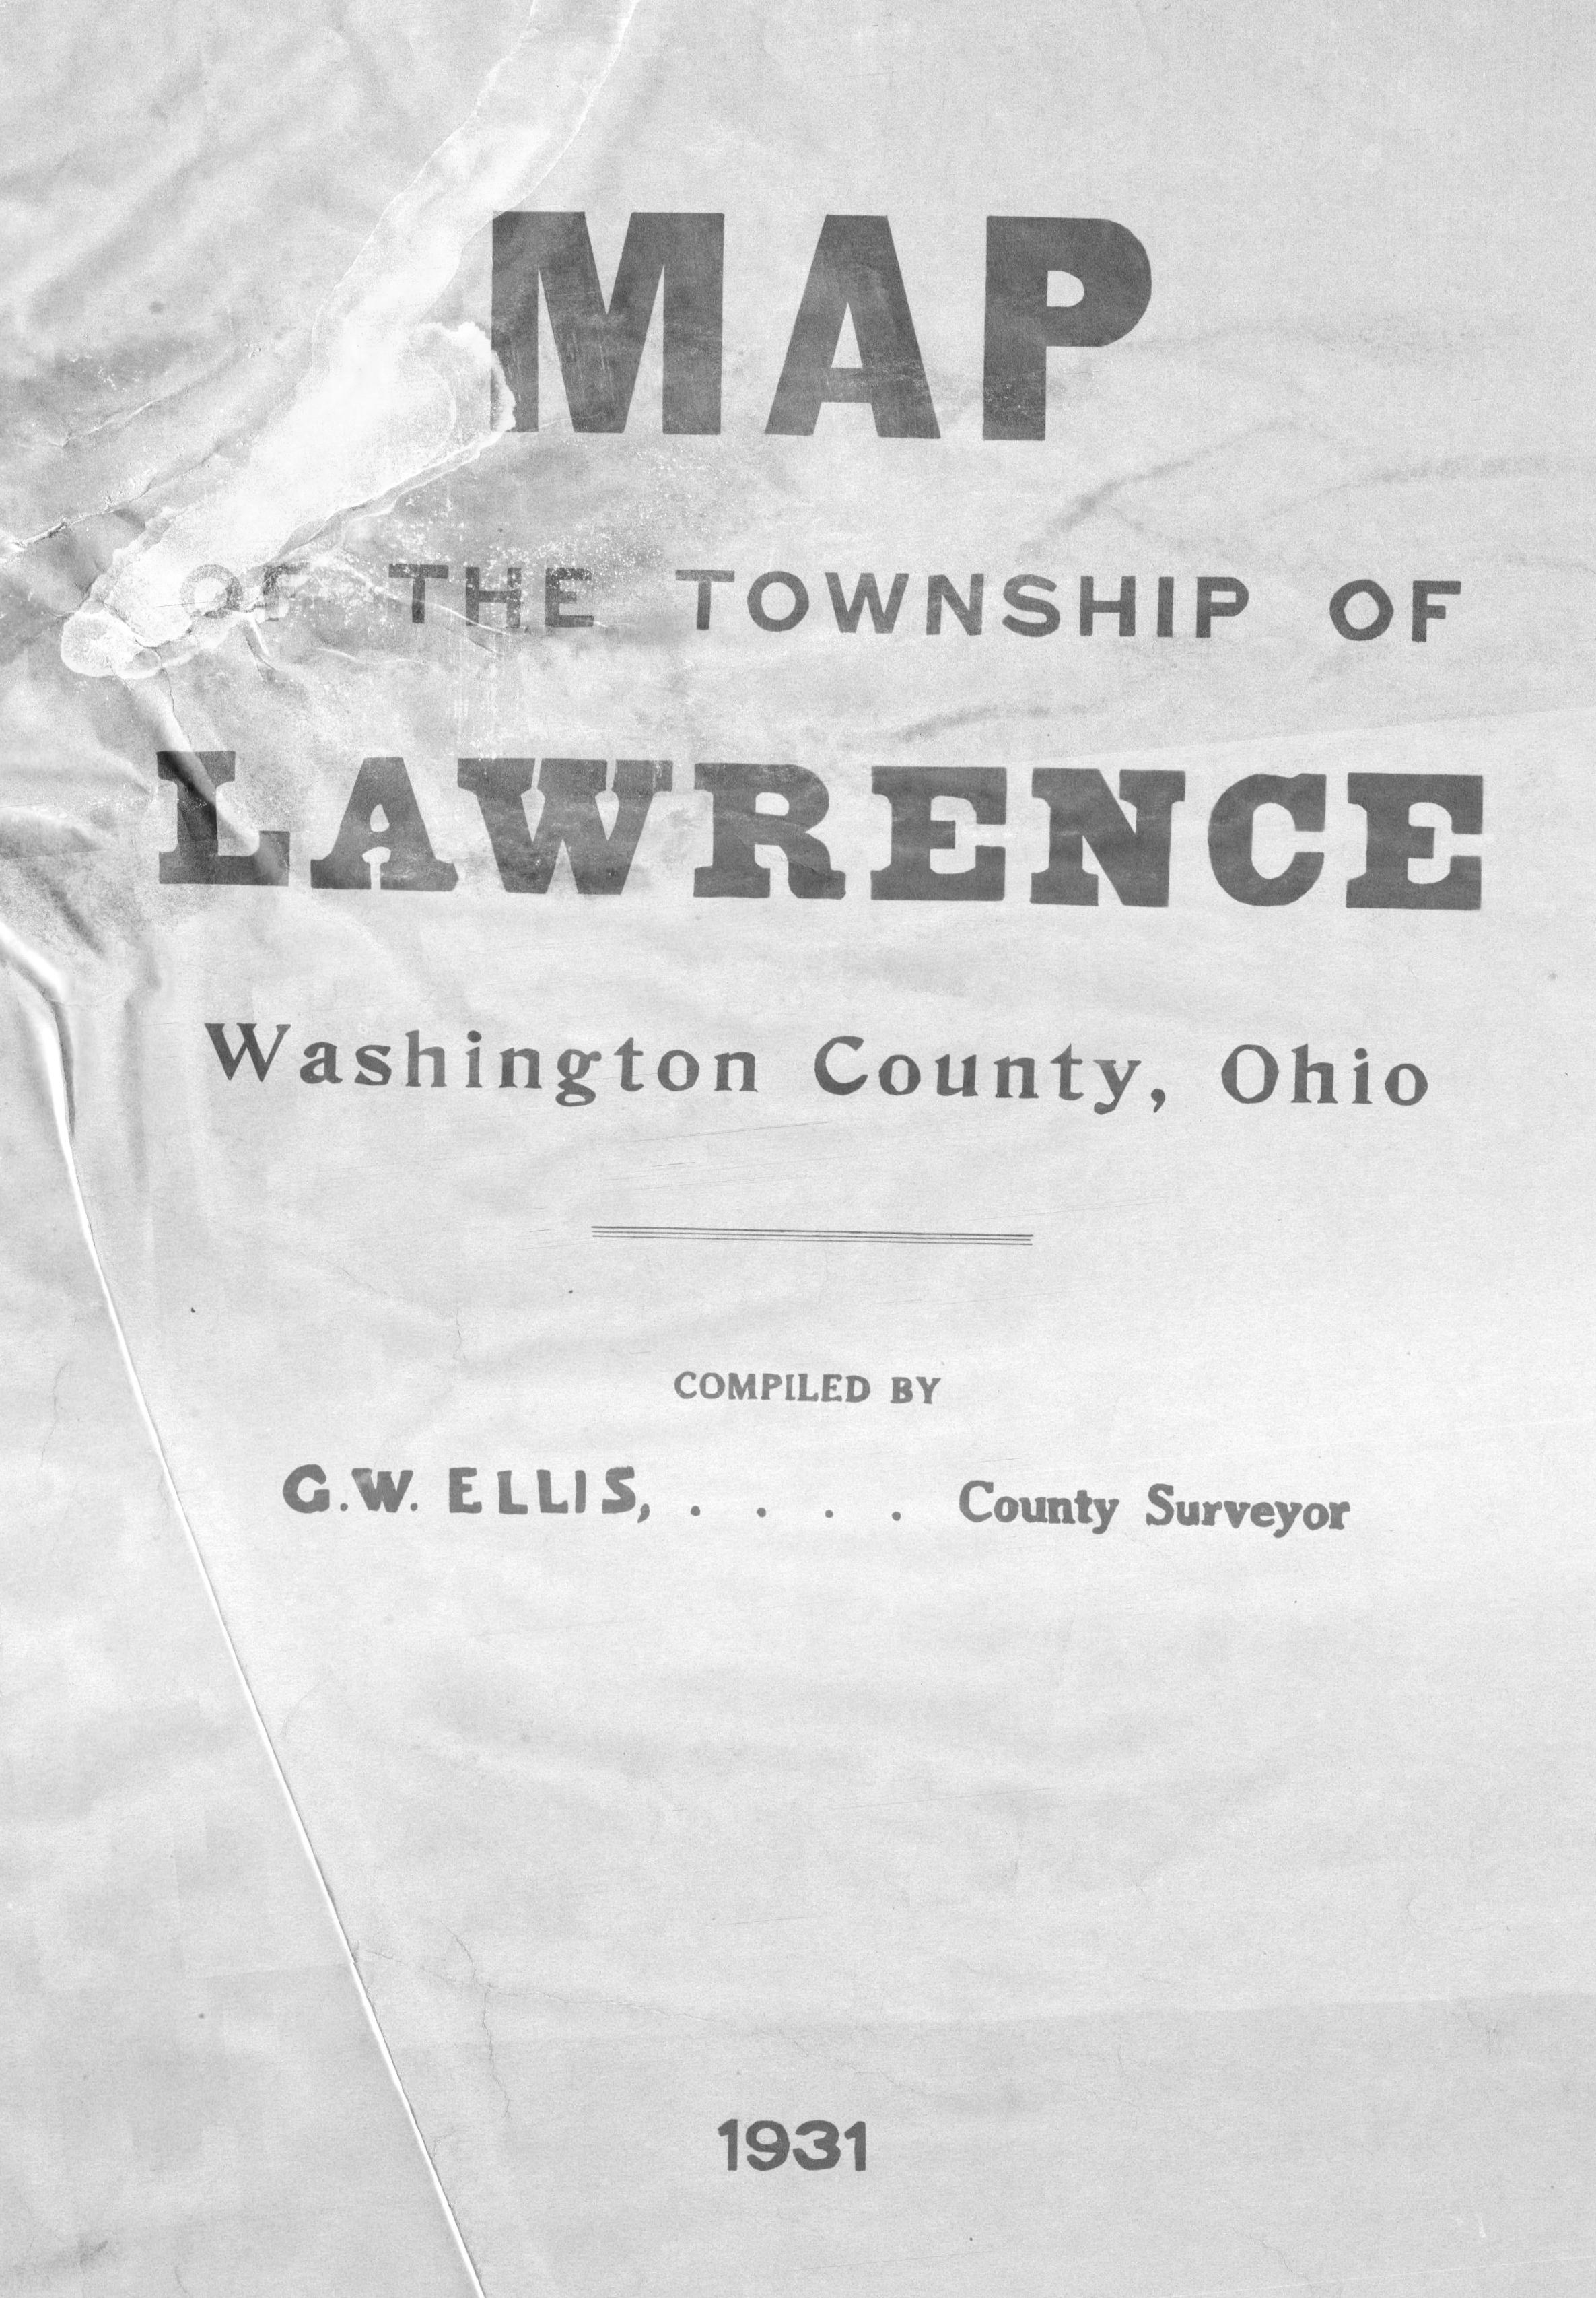 MAP
OF THE TOWNSHIP OF
LAWRENCE
Washington County, Ohio
COMPILED BY
G.W. ELLIS, . . . . County Surveyor
1931